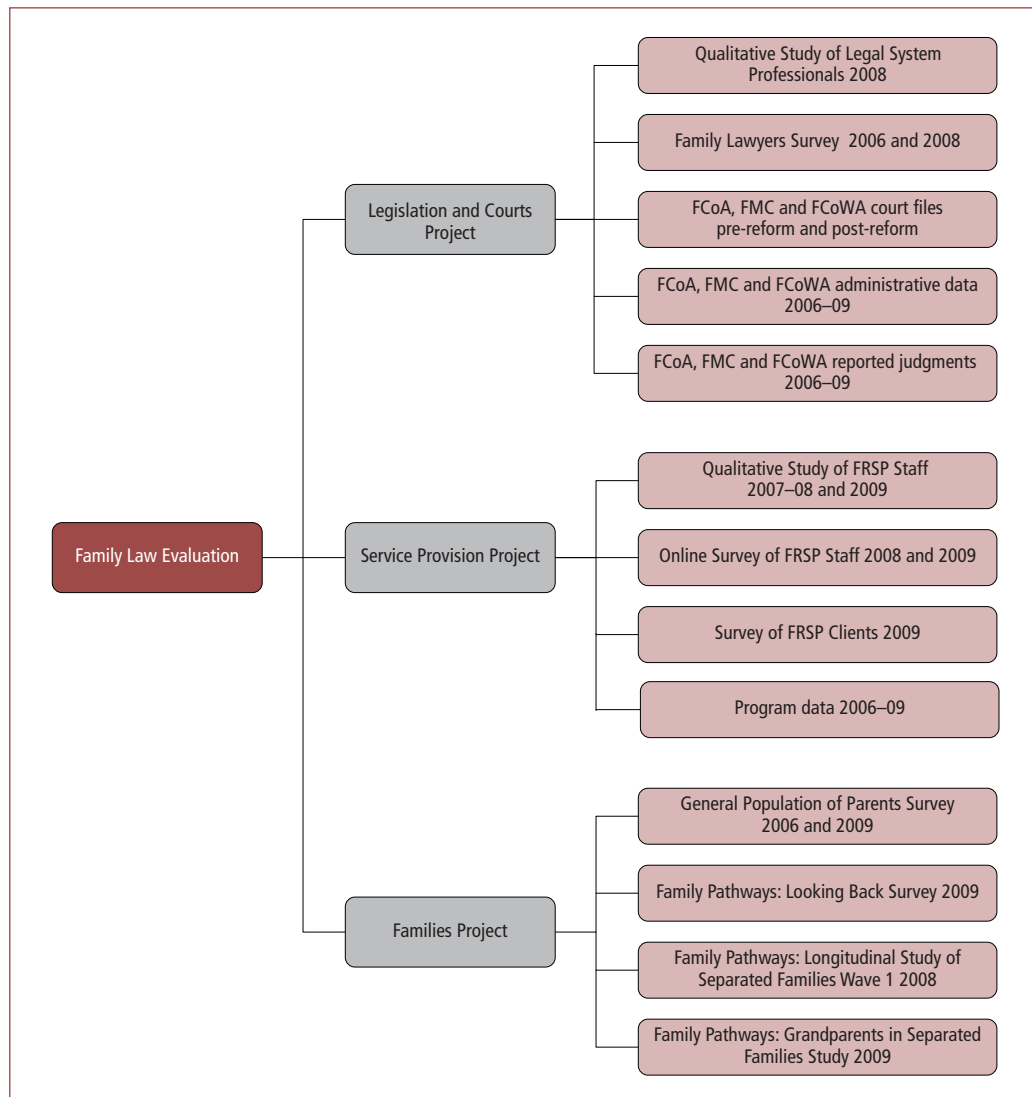 Qualitative Study of Legal System
Professionals 2008
Family Lawyers Survey 2006 and 2008
Legislation and Courts
Project
FCoA, FMC and FCoWA court files
pre-reform and post-reform
FCoA, FMC and FCoWA administrative data
2006–09
FCoA, FMC and FCoWA reported judgments
2006–09
Qualitative Study of FRSP Staff
2007–08 and 2009
Family Law Evaluation
Service Provision Project
Online Survey of FRSP Staff 2008 and 2009
Survey of FRSP Clients 2009
Program data 2006–09
General Population of Parents Survey
2006 and 2009
Family Pathways: Looking Back Survey 2009
Families Project
Family Pathways: Longitudinal Study of
Separated Families Wave 1 2008
Family Pathways: Grandparents in Separated
Families Study 2009